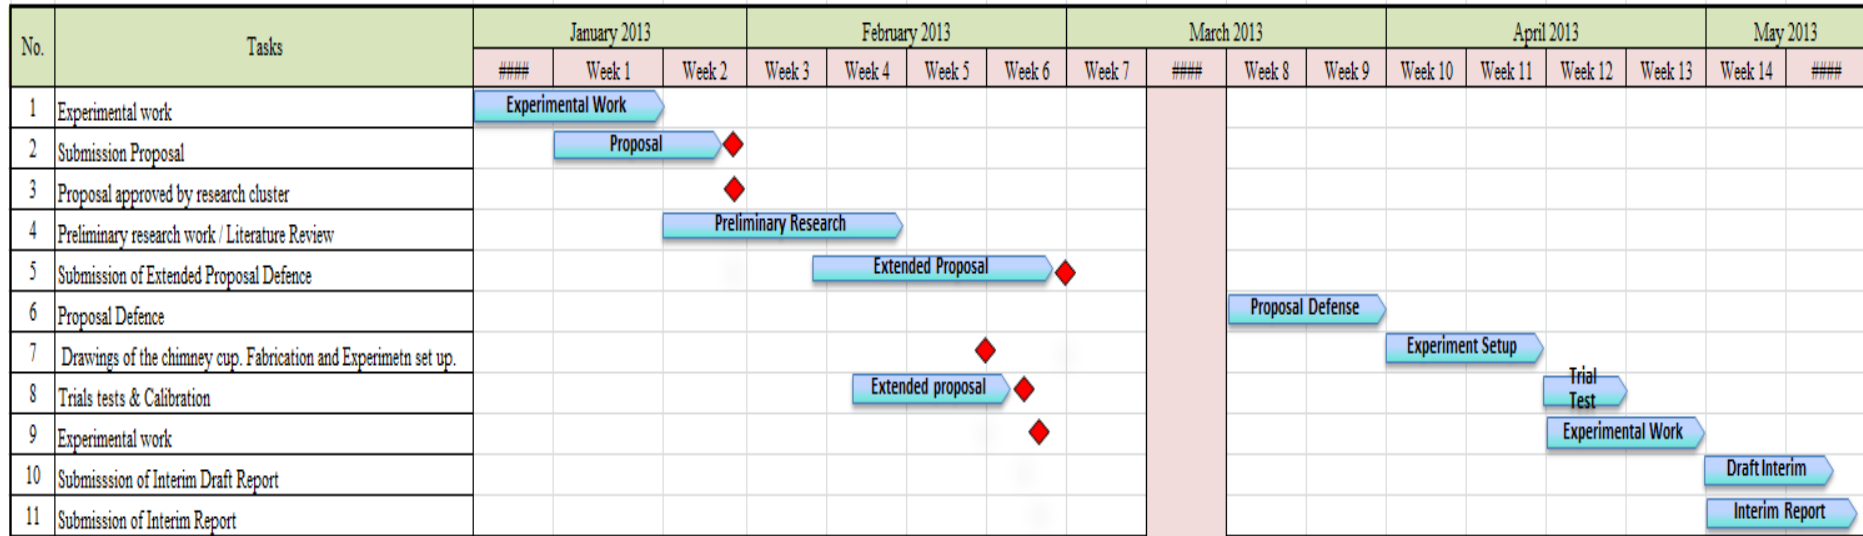 No. Tasks January 2013 February 2013 March 2013 April 2013 May 2013
#### Week 1 Week 2 Week 3 Week 4 Week 5 Week 6 Week 7 #### Week 8 Week 9 Week 10 Week 11 Week 12 Week 13 Week 14 ####
1 Experimental work Experimental Work
2 Submission Proposal Proposal
3 Proposal approved by research cluster
4 Preliminary research work / Literature Review Preliminary Research
5 Submission of Extended Proposal Defence Extended Proposal
6 Proposal Defence Proposal Defense
7 Drawings of the chimney cup. Fabrication and Experimetn set up. Experiment Setup
8 Trials tests & Calibration Extended proposal Trial Test
9 Experimental work Experimental Work
10 Submisssion of Interim Draft Report Draft Interim
11 Submission of Interim Report Interim Report